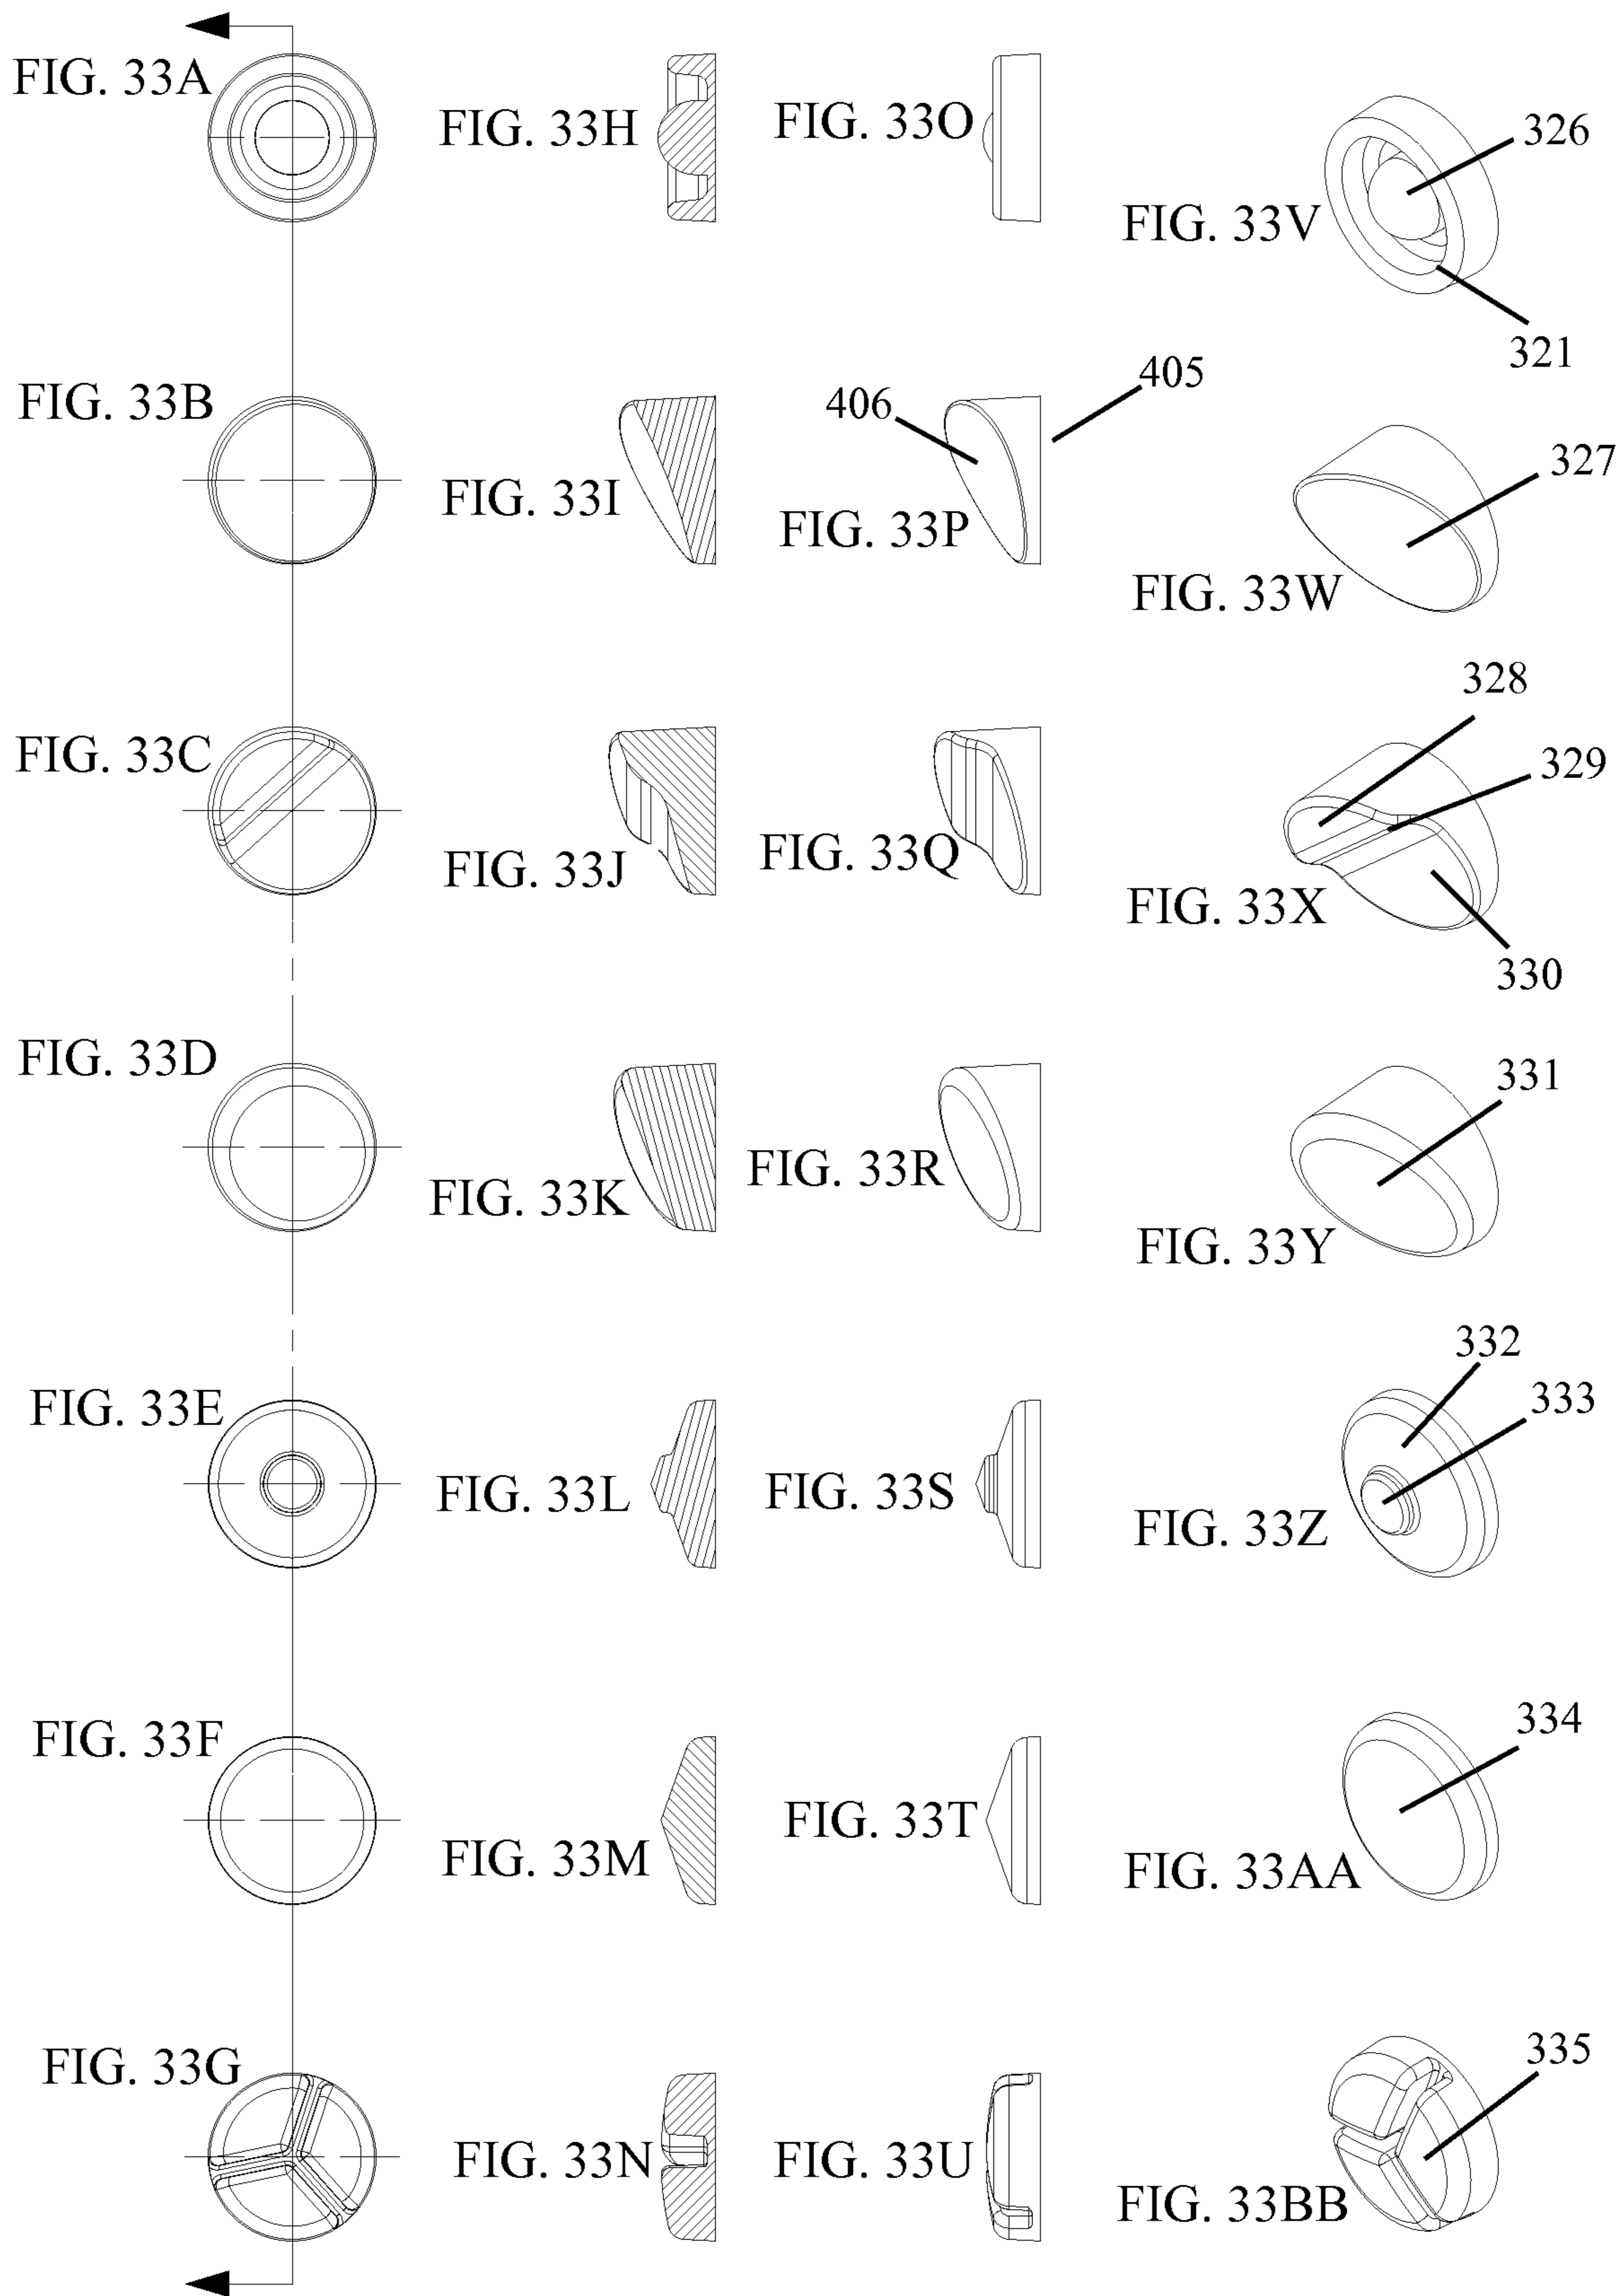 FIG. 33A
FIG. 33H
FIG. 33O
326
FIG. 33V
321
FIG. 33B
406
405
FIG. 33I
FIG. 33P
327
FIG. 33W
328
FIG. 33C
329
FIG. 33J
FIG. 33Q
FIG. 33X
330
FIG. 33D
331
FIG. 33K
FIG. 33R
FIG. 33Y
332
FIG. 33E
333
FIG. 33L
FIG. 33S
FIG. 33Z
FIG. 33F
334
FIG. 33M
FIG. 33T
FIG. 33AA
FIG. 33G
335
FIG. 33N
FIG. 33U
FIG. 33BB